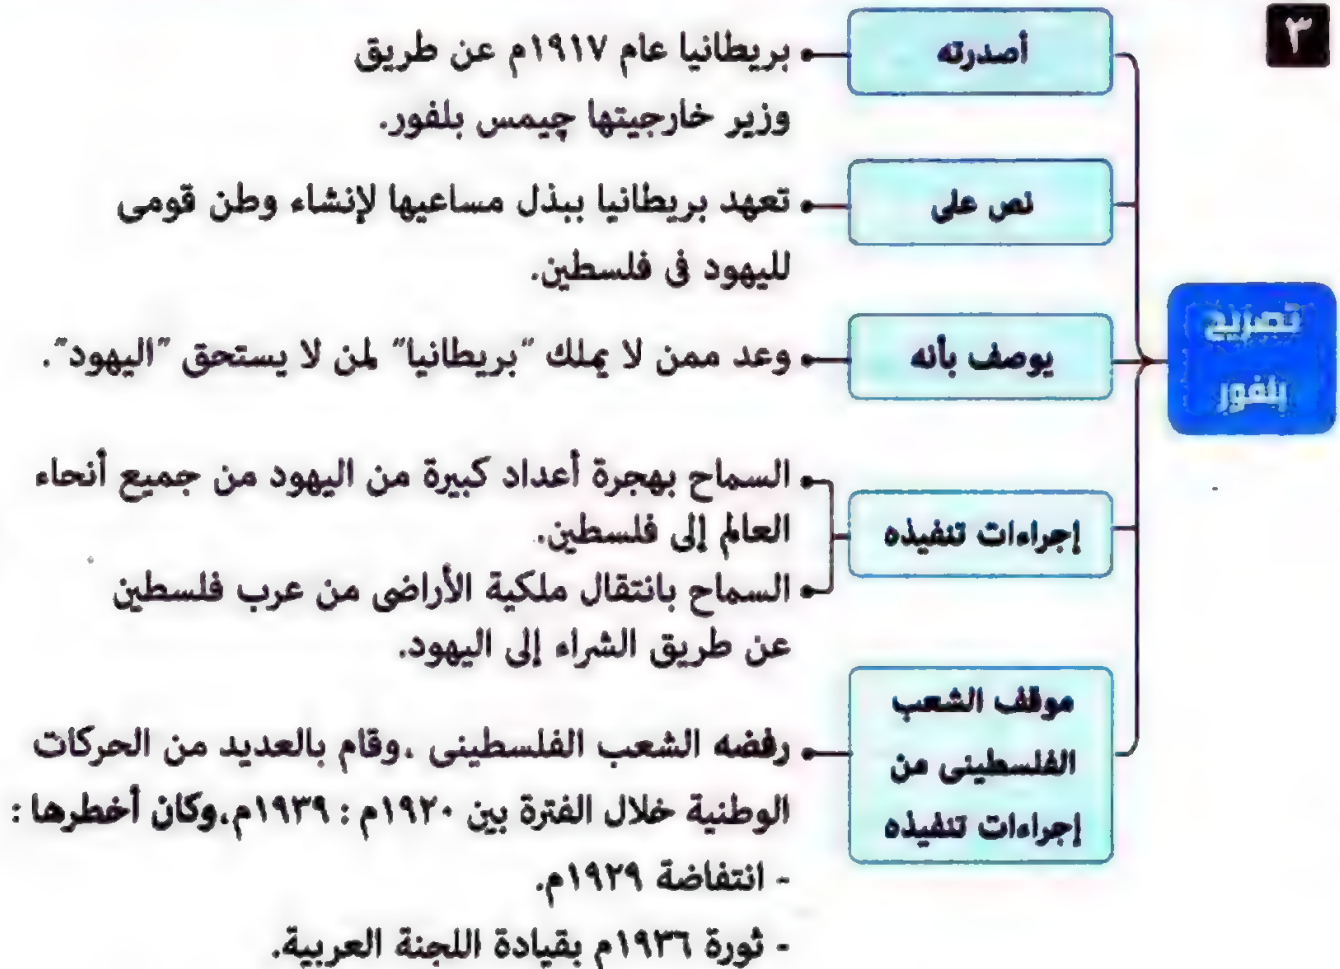 ٣
تصريح
بلفور
أصدرته
بريطانيا عام ١٩١٧م عن طريق
وزير خارجيتها چيمس بلفور.
نص على
تعهد بريطانيا ببذل مساعيها لإنشاء وطن قومى
لليهود فى فلسطين.
يوصف بأنه
وعد ممن لا يملك "بريطانيا" لمن لا يستحق "اليهود".
إجراءات تنفيذه
السماح بهجرة أعداد كبيرة من اليهود من جميع أنحاء
العالم إلى فلسطين.
السماح بانتقال ملكية الأراضى من عرب فلسطين
عن طريق الشراء إلى اليهود.
موقف الشعب
الفلسطينى من
إجراءات تنفيذه
رفضه الشعب الفلسطينى ،وقام بالعديد من الحركات
الوطنية خلال الفترة بين ١٩٢٠م : ١٩٣٩م،وكان أخطرها :
- انتفاضة ١٩٢٩م.
- ثورة ١٩٣٦م بقيادة اللجنة العربية.